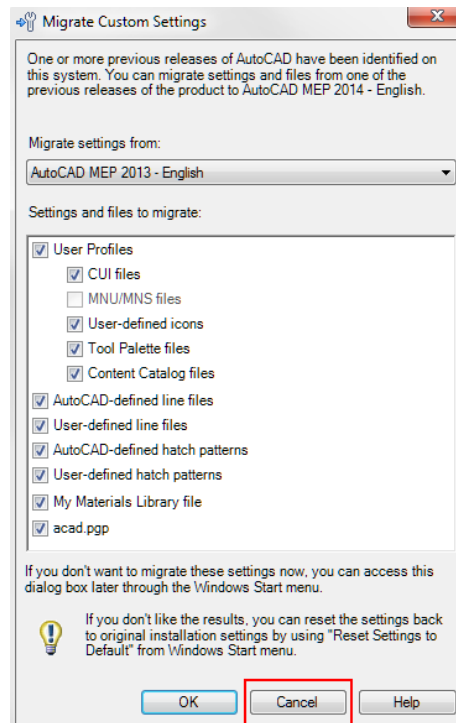 Migrate Custom Settings
One or more previous releases of AutoCAD have been identified on
this system. You can migrate settings and files from one of the
previous releases of the product to AutoCAD MEP 2014 - English.
Migrate settings from:
AutoCAD MEP 2013 - English
Settings and files to migrate:
User Profiles
CUI files
MNU/MNS files
User-defined icons
Tool Palette files
Content Catalog files
AutoCAD-defined line files
User-defined line files
AutoCAD-defined hatch patterns
User-defined hatch patterns
My Materials Library file
acad.pgp
If you don't want to migrate these settings now, you can access this
dialog box later through the Windows Start menu.
If you don't like the results, you can reset the settings back
to original installation settings by using "Reset Settings to
Default" from Windows Start menu.
OK Cancel Help